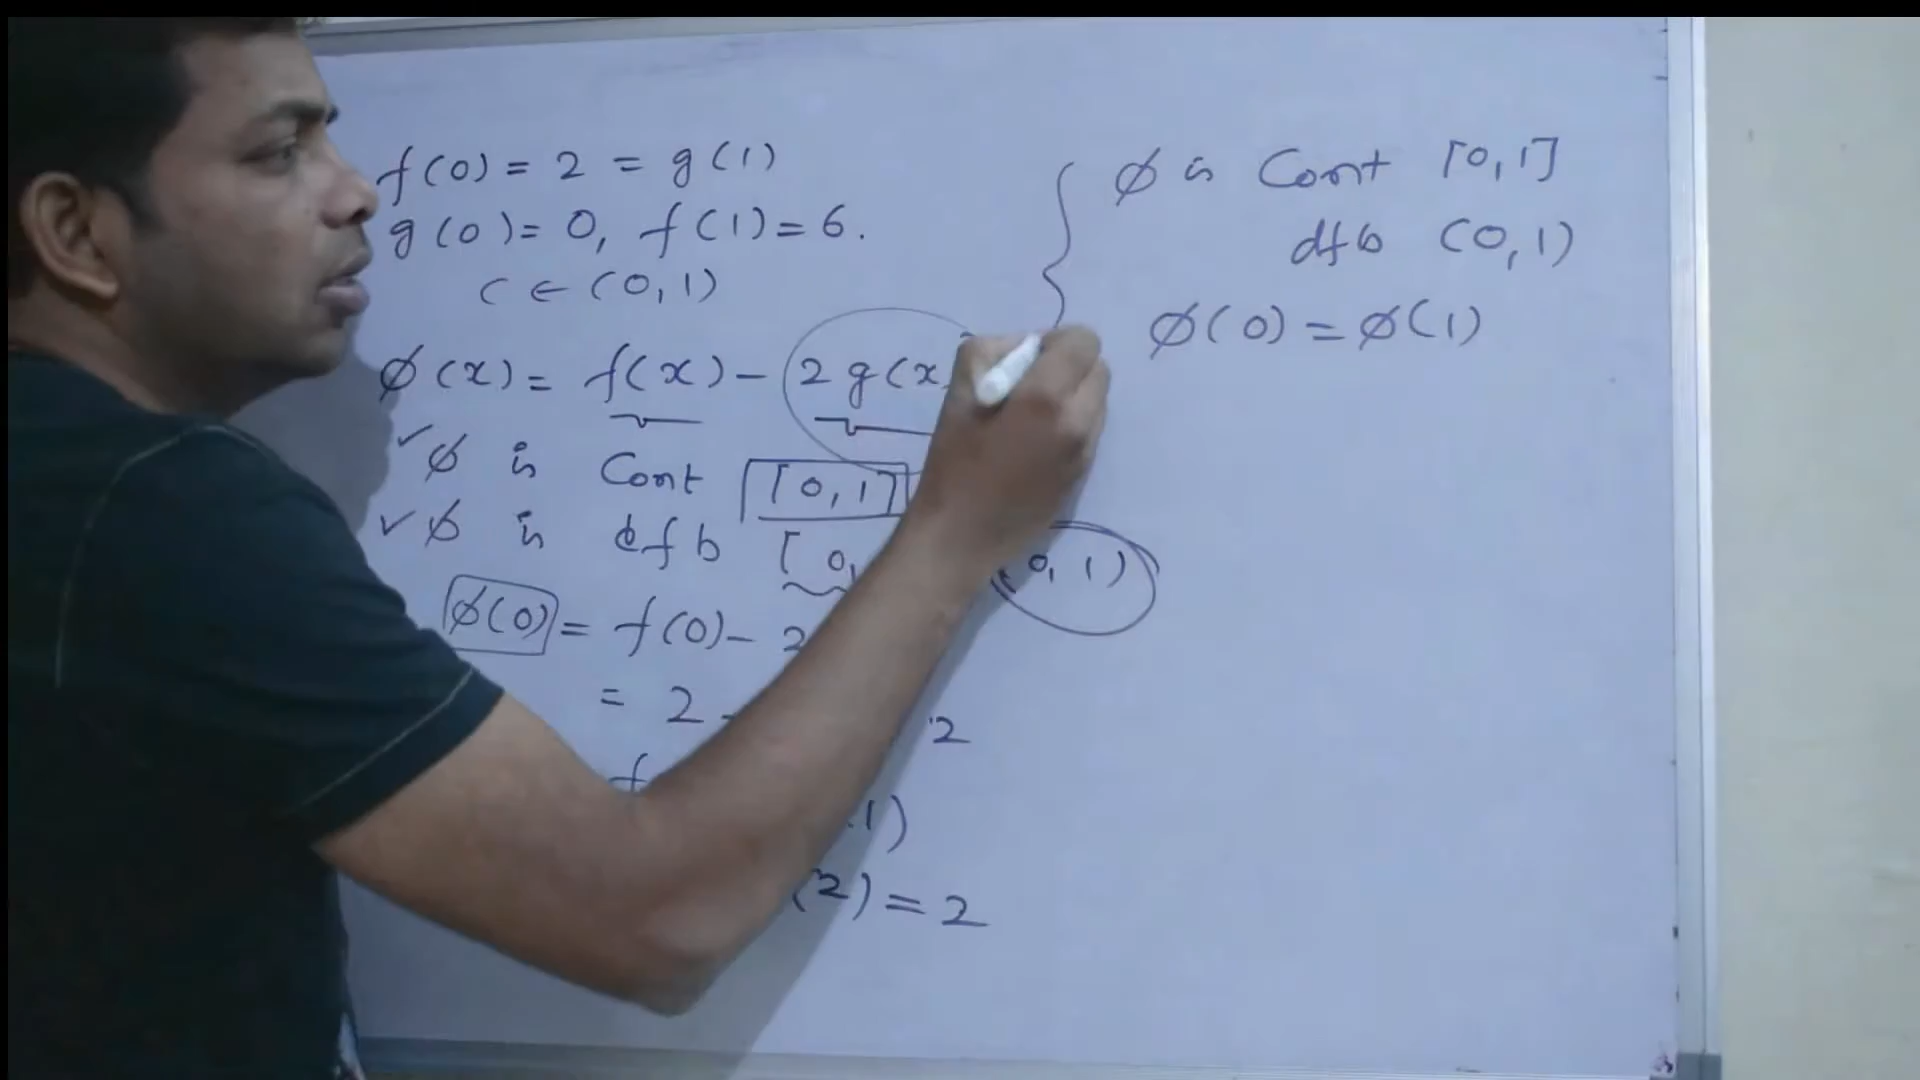 f(0) = 2 = g(1)
g(0) = 0, f(1) = 6.
c ∈ (0,1)
φ(x) = f(x) - 2g(x
✓ φ is Cont [0,1]
✓ φ is dfb [0, (0,1)
φ(0) = f(0) - 2
= 2 - 2
f
1)
(2) = 2
φ is Cont [0,1]
dfb (0,1)
φ(0) = φ(1)